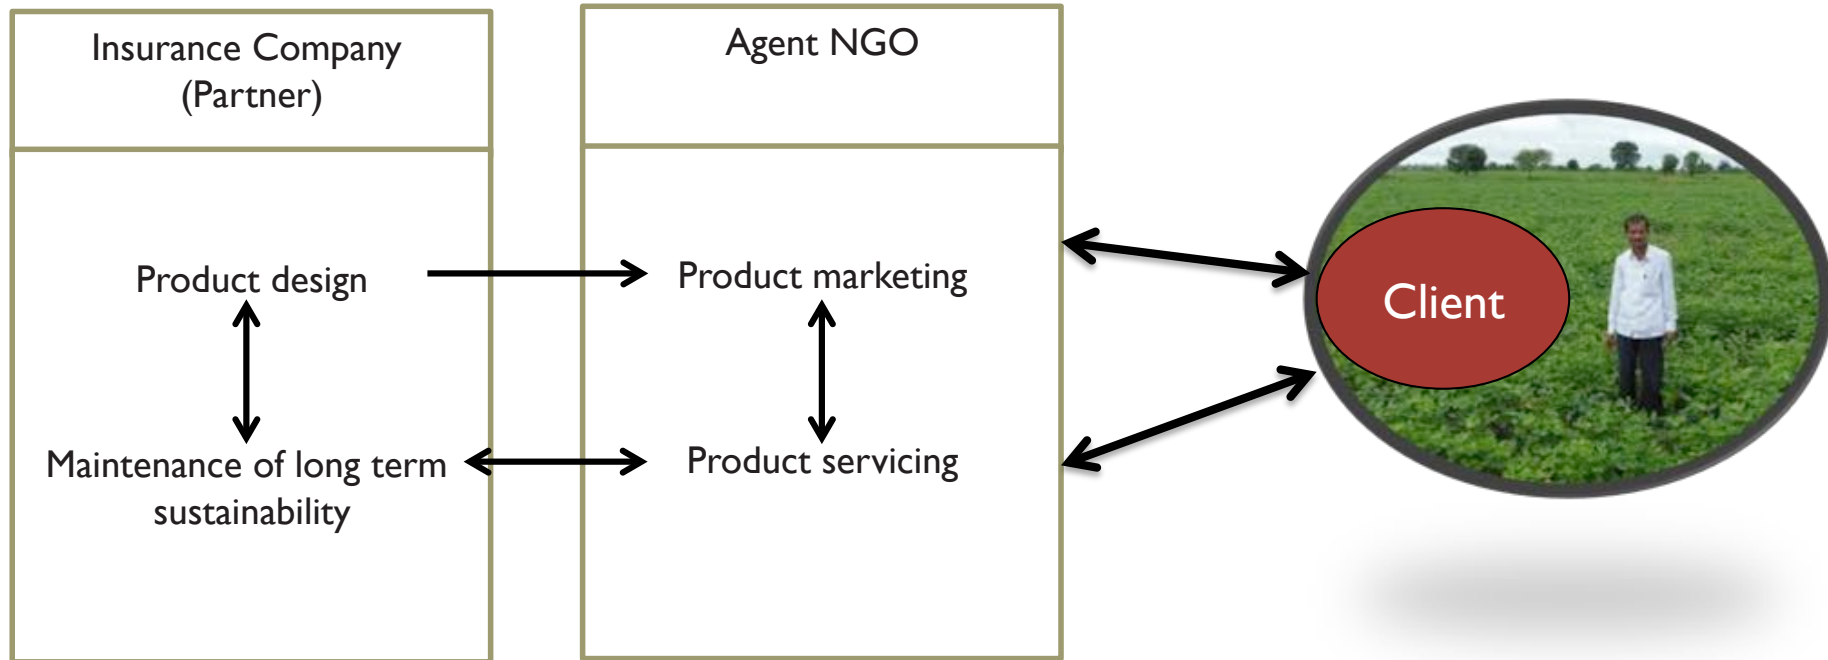 Insurance Company
(Partner)
Agent NGO
Product design
Product marketing
Maintenance of long term
sustainability
Product servicing
Client